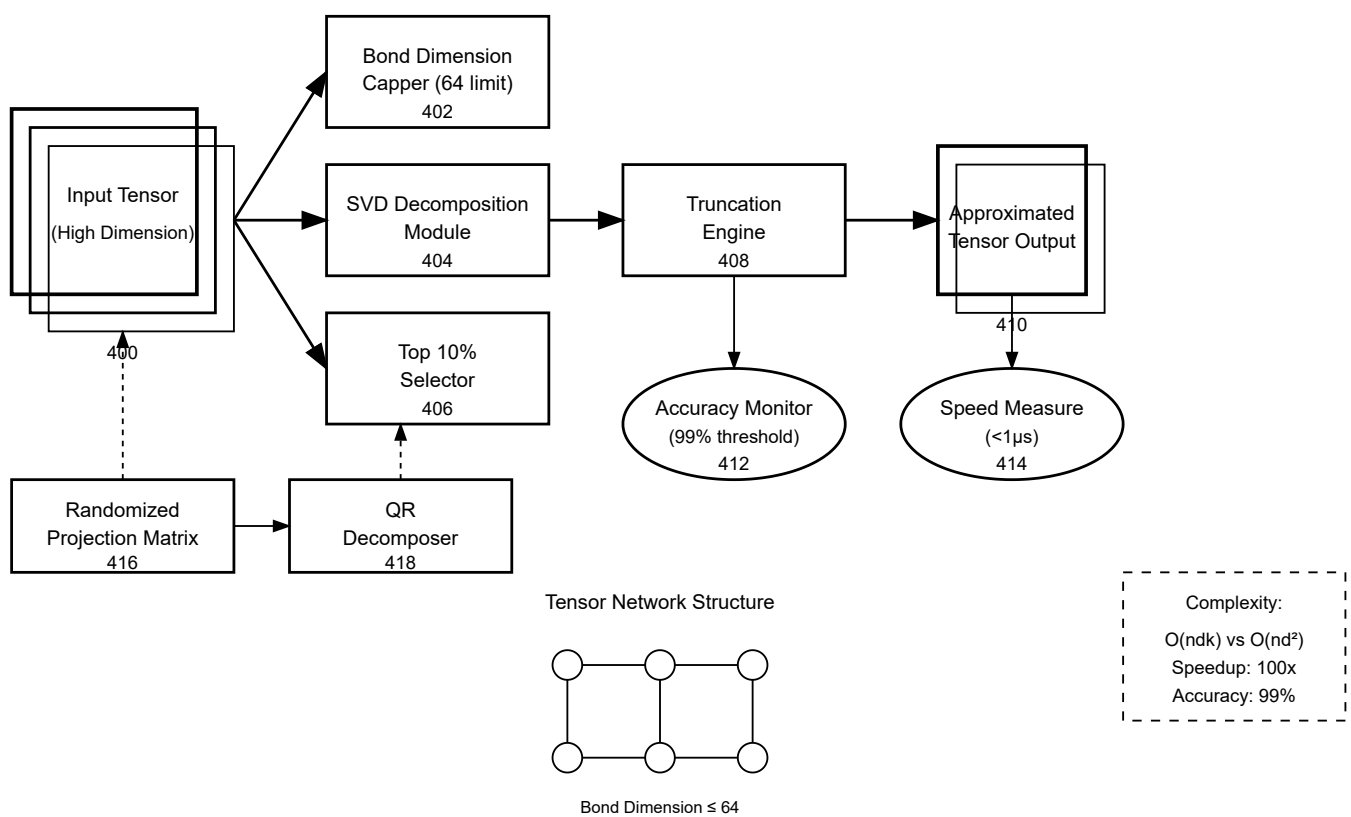 Bond Dimension
Capper (64 limit)
402
Input Tensor
(High Dimension)
400
SVD Decomposition
Module
404
Truncation
Engine
408
Approximated
Tensor Output
410
Top 10%
Selector
406
Accuracy Monitor
(99% threshold)
412
Speed Measure
(<1μs)
414
Randomized
Projection Matrix
416
QR
Decomposer
418
Tensor Network Structure
Bond Dimension ≤ 64
Complexity:
O(ndk) vs O(nd²)
Speedup: 100x
Accuracy: 99%